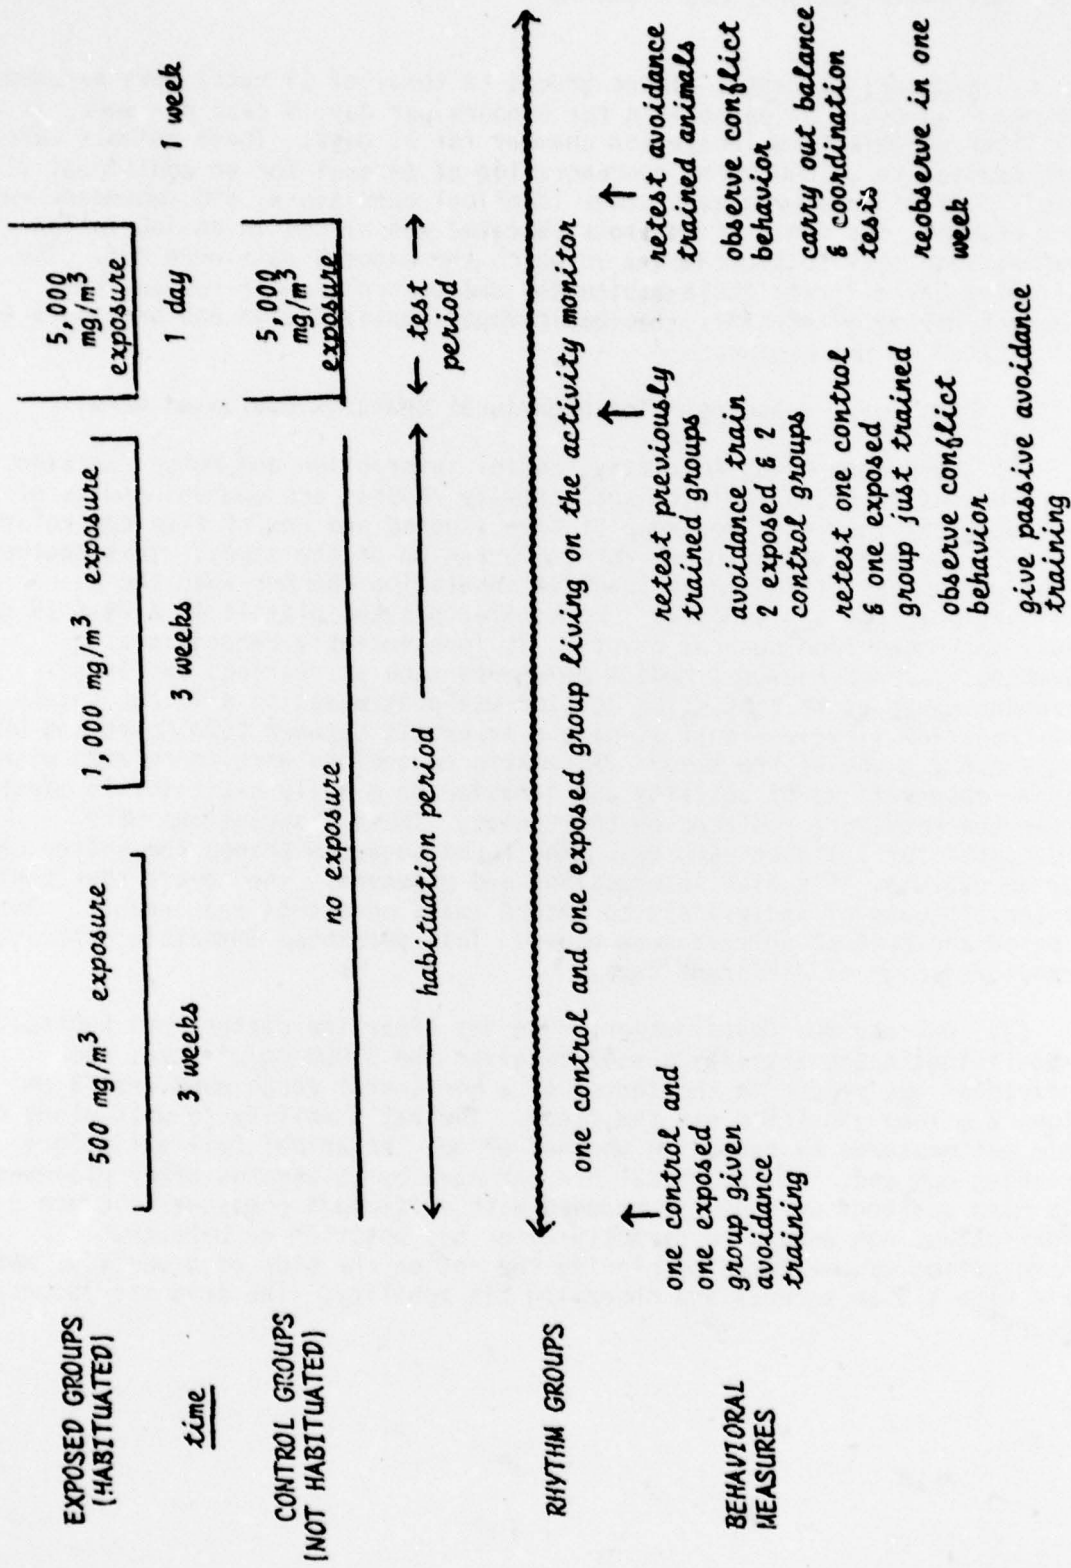 EXPOSED GROUPS
(HABITUATED)
500 mg/m³ exposure
1,000 mg/m³ exposure
5,000
mg/m³
exposure
time
3 weeks
3 weeks
1 day
1 week
CONTROL GROUPS
(NOT HABITUATED)
no exposure
5,000
mg/m³
exposure
habituation period
test
period
RHYTHM GROUPS
one control and one exposed group living on the activity monitor
BEHAVIORAL
MEASURES
one control and
one exposed
group given
avoidance
training
retest previously
trained groups
avoidance train
2 exposed & 2
control groups
retest one control
& one exposed
group just trained
observe conflict
behavior
give passive avoidance
training
retest avoidance
trained animals
observe conflict
behavior
carry out balance
& coordination
tests
reobserve in one
week